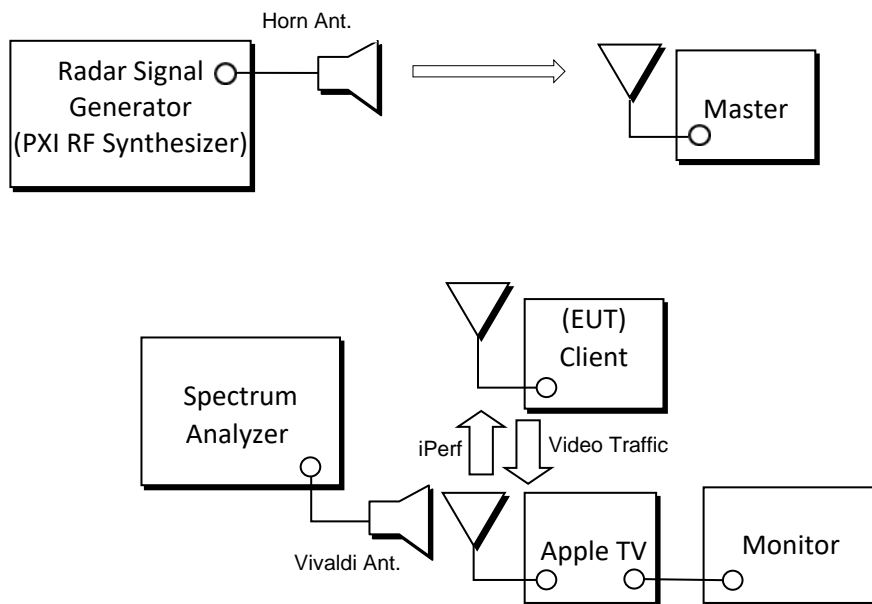 Horn Ant.
Radar Signal
Generator
(PXI RF Synthesizer)
Master
(EUT)
Client
Spectrum
Analyzer
iPerf
Video Traffic
Vivaldi Ant.
Apple TV
Monitor